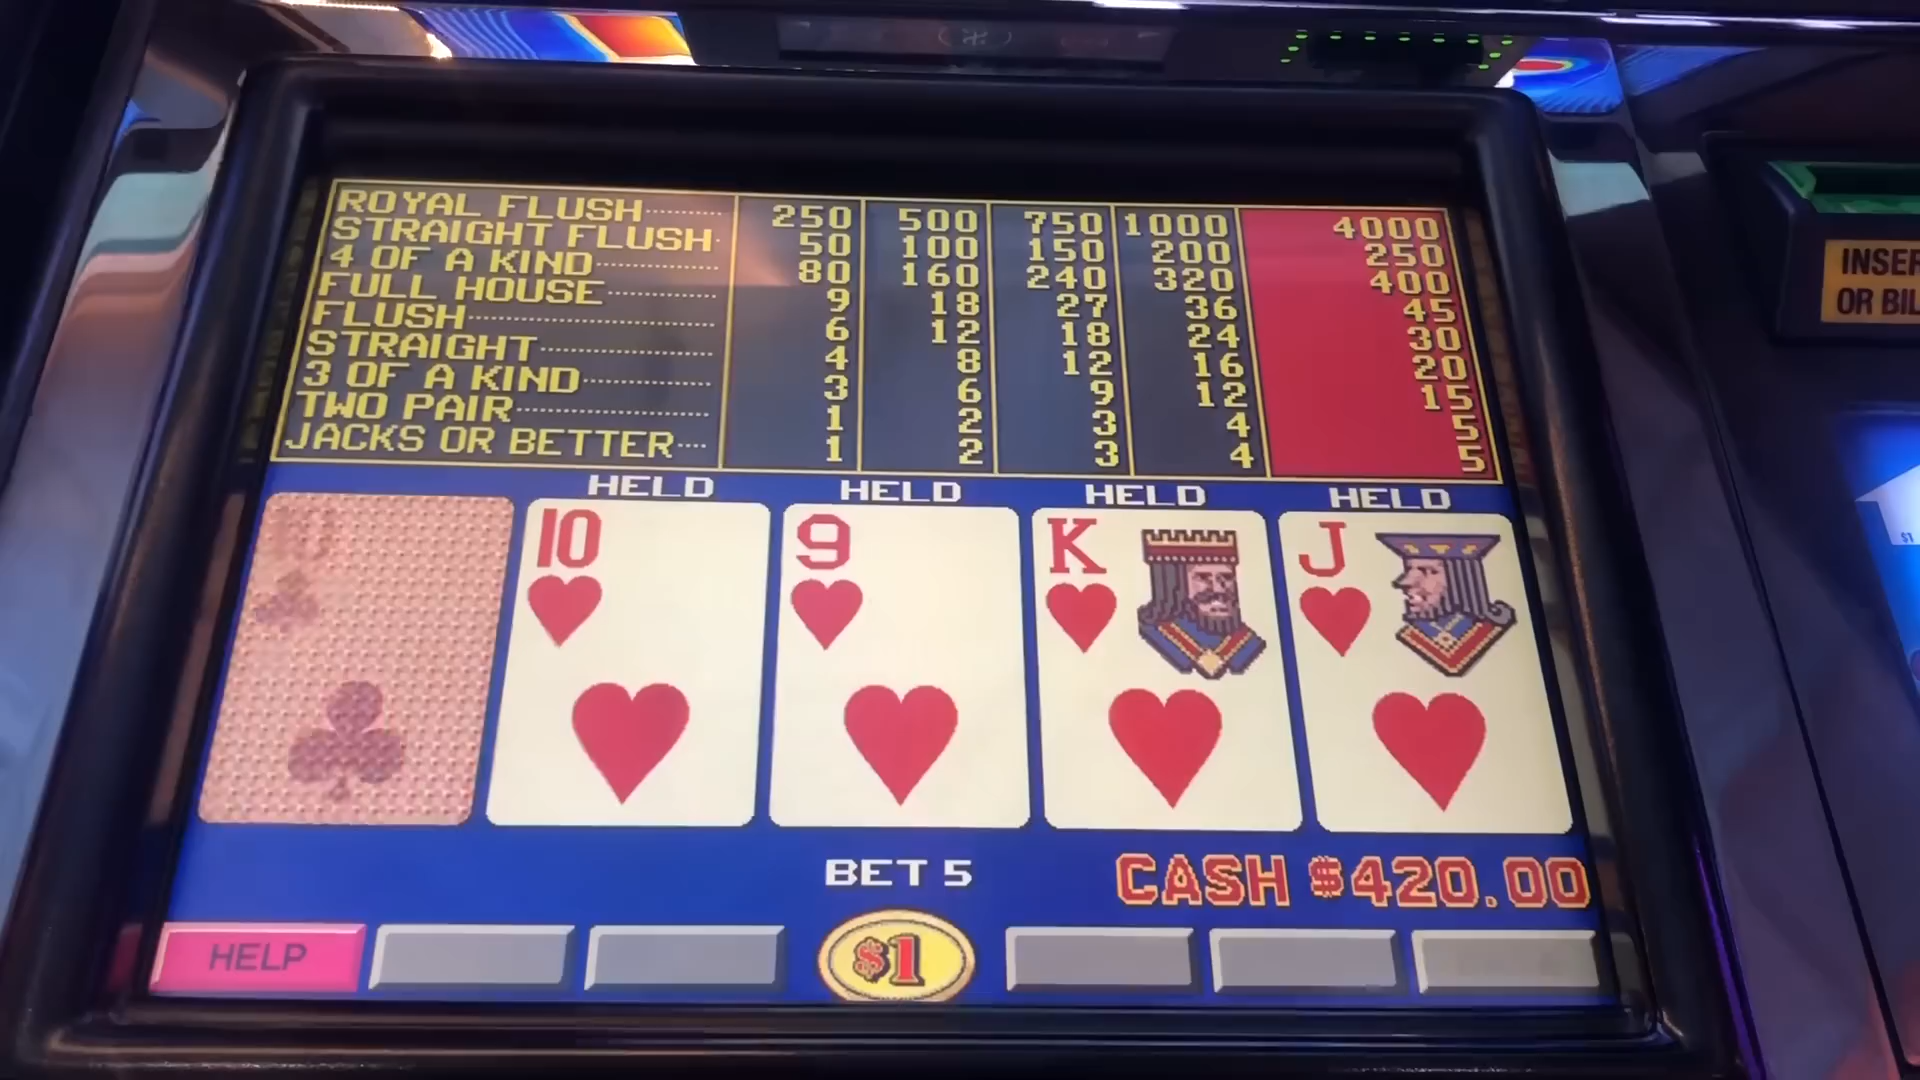 ROYAL FLUSH 250 500 750 1000 4000
STRAIGHT FLUSH 50 100 150 200 250
4 OF A KIND 80 160 240 320 400
FULL HOUSE 9 18 27 36 45
FLUSH 6 12 18 24 30
STRAIGHT 4 8 12 16 20
3 OF A KIND 3 6 9 12 15
TWO PAIR 1 2 3 4 5
JACKS OR BETTER 1 2 3 4 5
HELD HELD HELD HELD
10 9 K J
BET 5 CASH $420.00
HELP $1
INSER
OR BIL
$1